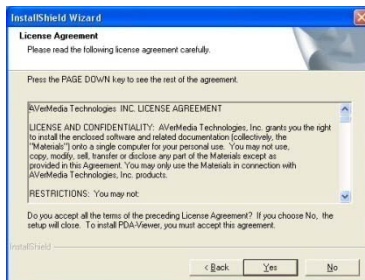 InstallShield Wizard
License Agreement
Please read the following license agreement carefully.
Press the PAGE DOWN key to see the rest of the agreement.
AVerMedia Technologies INC. LICENSE AGREEMENT
LICENSE AND CONFIDENTIALITY: AVerMedia Technologies, Inc. grants you the right
to install the enclosed software and related documentation (collectively, the
"Materials") onto a single computer for your personal use. You may not use,
copy, modify, sell, transfer or disclose any part of the Materials except as
provided in this Agreement. You may only use the Materials in connection with
AVerMedia Technologies, Inc. products.
RESTRICTIONS: You may not:
Do you accept all the terms of the preceding License Agreement? If you choose No, the
setup will close. To install PDA-Viewer, you must accept this agreement.
InstallShield
< Back Yes No